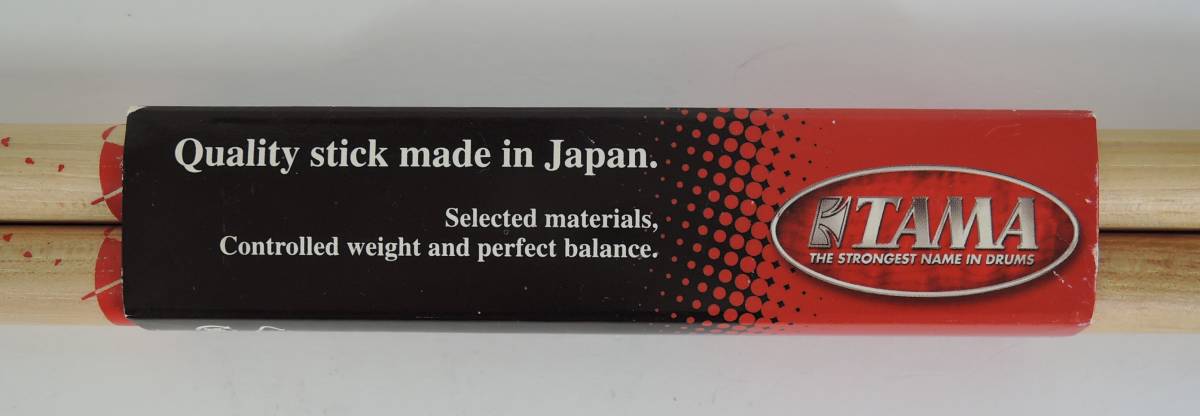 Quality stick made in Japan.
Selected materials,
Controlled weight and perfect balance.
TAMA
THE STRONGEST NAME IN DRUMS